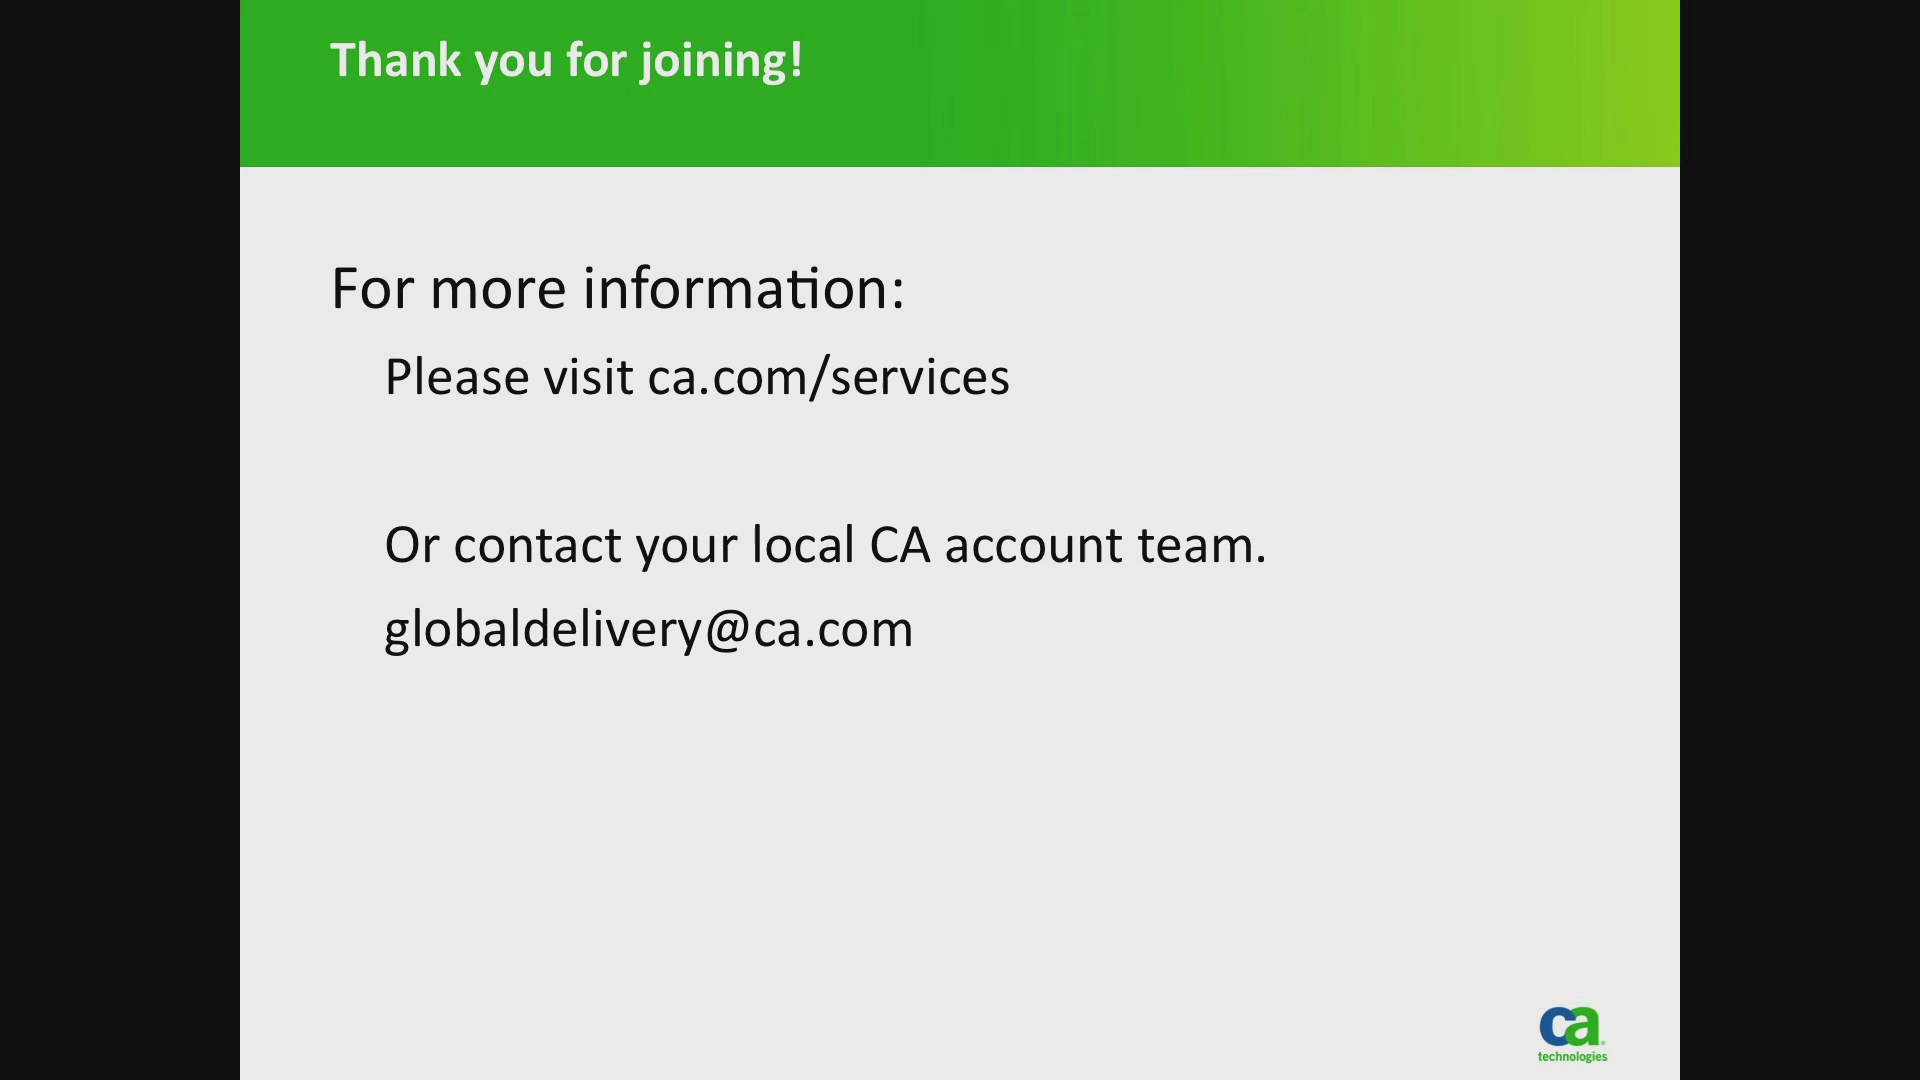 Thank you for joining!
For more information:
Please visit ca.com/services
Or contact your local CA account team.
globaldelivery@ca.com
ca
technologies